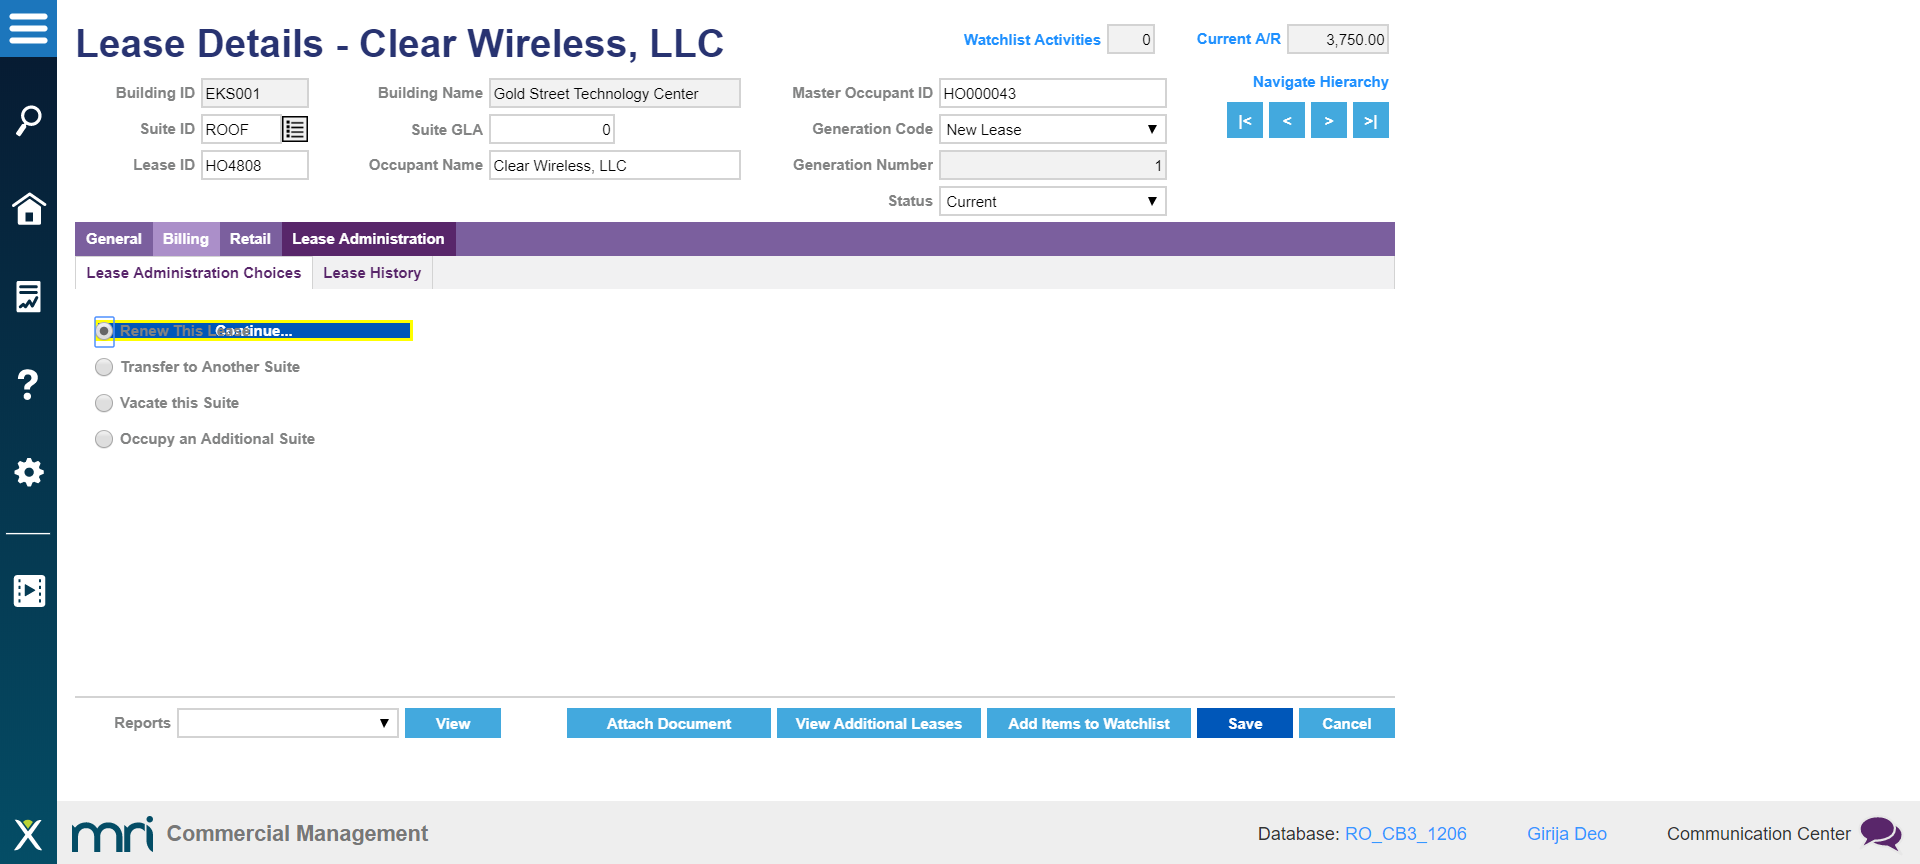 Lease Details - Clear Wireless, LLC
Watchlist Activities 0 Current A/R 3,750.00
Navigate Hierarchy
|< < > >|
Building ID EKS001 Building Name Gold Street Technology Center Master Occupant ID HO000043
Suite ID ROOF Suite GLA 0 Generation Code New Lease
Lease ID HO4808 Occupant Name Clear Wireless, LLC Generation Number 1
Status Current
General Billing Retail Lease Administration
Lease Administration Choices Lease History
Renew This Lease Continue...
Transfer to Another Suite
Vacate this Suite
Occupy an Additional Suite
Reports View Attach Document View Additional Leases Add Items to Watchlist Save Cancel
mri Commercial Management Database: RO_CB3_1206 Girija Deo Communication Center